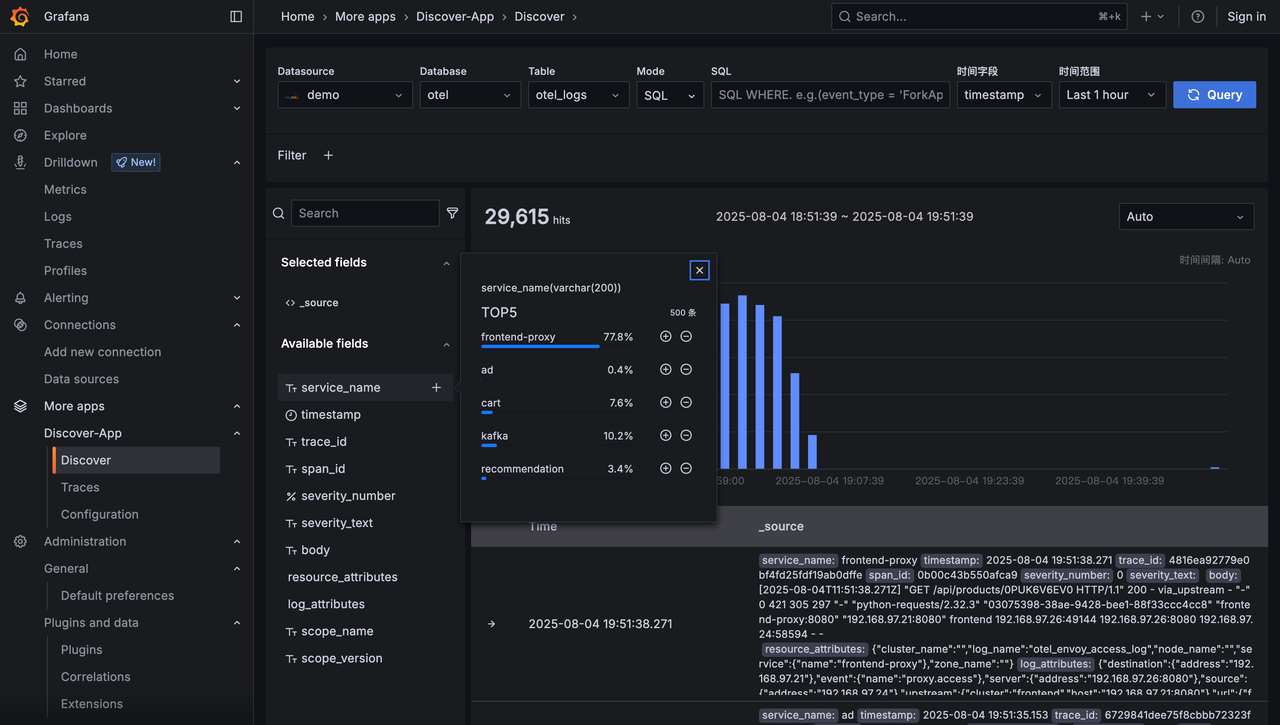 Grafana
Home
Starred
Dashboards
Explore
Drilldown
New!
Metrics
Logs
Traces
Profiles
Alerting
Connections
Add new connection
Data sources
More apps
Discover-App
Discover
Traces
Configuration
Administration
General
Default preferences
Plugins and data
Plugins
Correlations
Extensions
Home › More apps › Discover-App › Discover ›
Search...
⌘+k
Sign in
Datasource
Database
Table
Mode
SQL
时间字段
时间范围
demo
otel
otel_logs
SQL
SQL WHERE. e.g.(event_type = 'ForkAp
timestamp
Last 1 hour
Query
Filter
Search
Selected fields
_source
Available fields
service_name
timestamp
trace_id
span_id
severity_number
severity_text
body
resource_attributes
log_attributes
scope_name
scope_version
29,615 hits
2025-08-04 18:51:39 ~ 2025-08-04 19:51:39
Auto
时间间隔: Auto
service_name(varchar(200))
TOP5
500 条
frontend-proxy 77.8%
ad 0.4%
cart 7.6%
kafka 10.2%
recommendation 3.4%
59:00
2025-08-04 19:07:39
2025-08-04 19:23:39
2025-08-04 19:39:39
Time
_source
2025-08-04 19:51:38.271
service_name: frontend-proxy timestamp: 2025-08-04 19:51:38.271 trace_id: 4816ea92779e0
bf4fd25fdf19ab0dffe span_id: 0b00c43b550afca9 severity_number: 0 severity_text: body:
[2025-08-04T11:51:38.271Z] "GET /api/products/0PUK6V6EV0 HTTP/1.1" 200 - via_upstream - "-"
0 421 305 297 "-" "python-requests/2.32.3" "03075398-38ae-9428-bee1-88f33ccc4cc8" "fronte
nd-proxy:8080" "192.168.97.21:8080" frontend 192.168.97.26:49144 192.168.97.26:8080 192.168.97.
24:58594 - -
resource_attributes: {"cluster_name":"","log_name":"otel_envoy_access_log","node_name":"","se
rvice":{"name":"frontend-proxy"},"zone_name":""} log_attributes: {"destination":{"address":"192.
168.97.21"},"event":{"name":"proxy.access"},"server":{"address":"192.168.97.26:8080"},"source":
{"address":"192.168.97.24"},"upstream":{"cluster":"frontend","host":"192.168.97.21:8080"},"url":{"f
service_name: ad timestamp: 2025-08-04 19:51:35.153 trace_id: 6729841dee75f8cbbb72323f